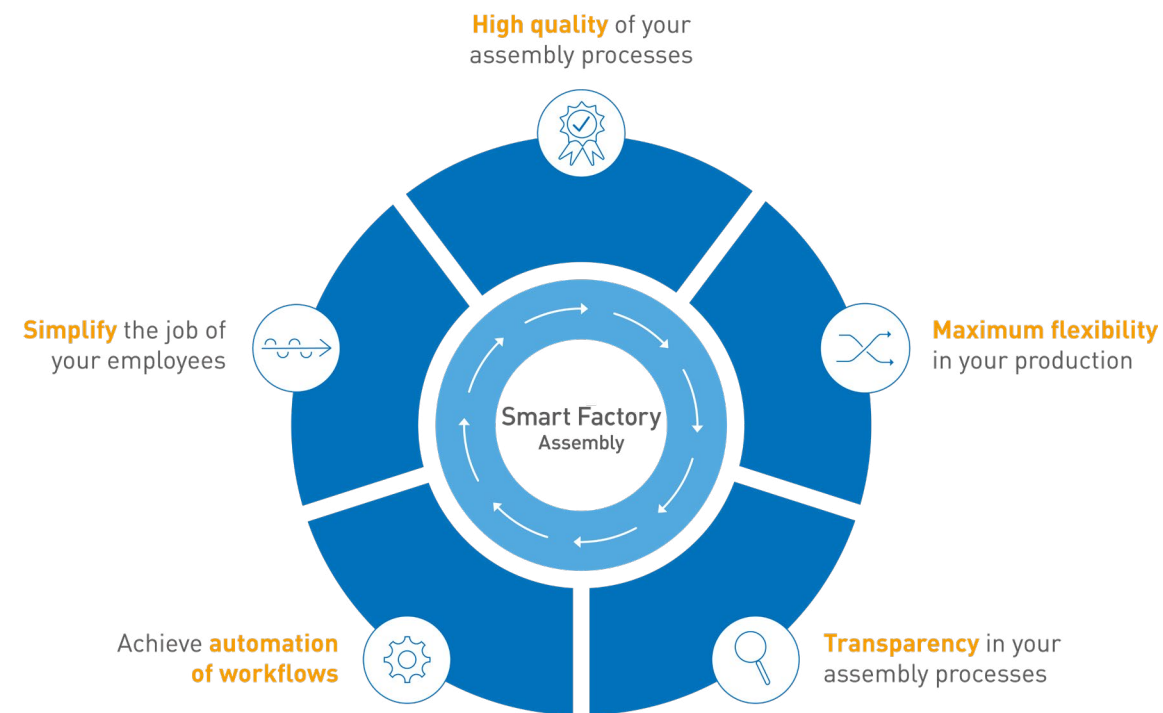 High quality of your
assembly processes
Simplify the job of
your employees
Maximum flexibility
in your production
Smart Factory
Assembly
Achieve automation
of workflows
Transparency in your
assembly processes